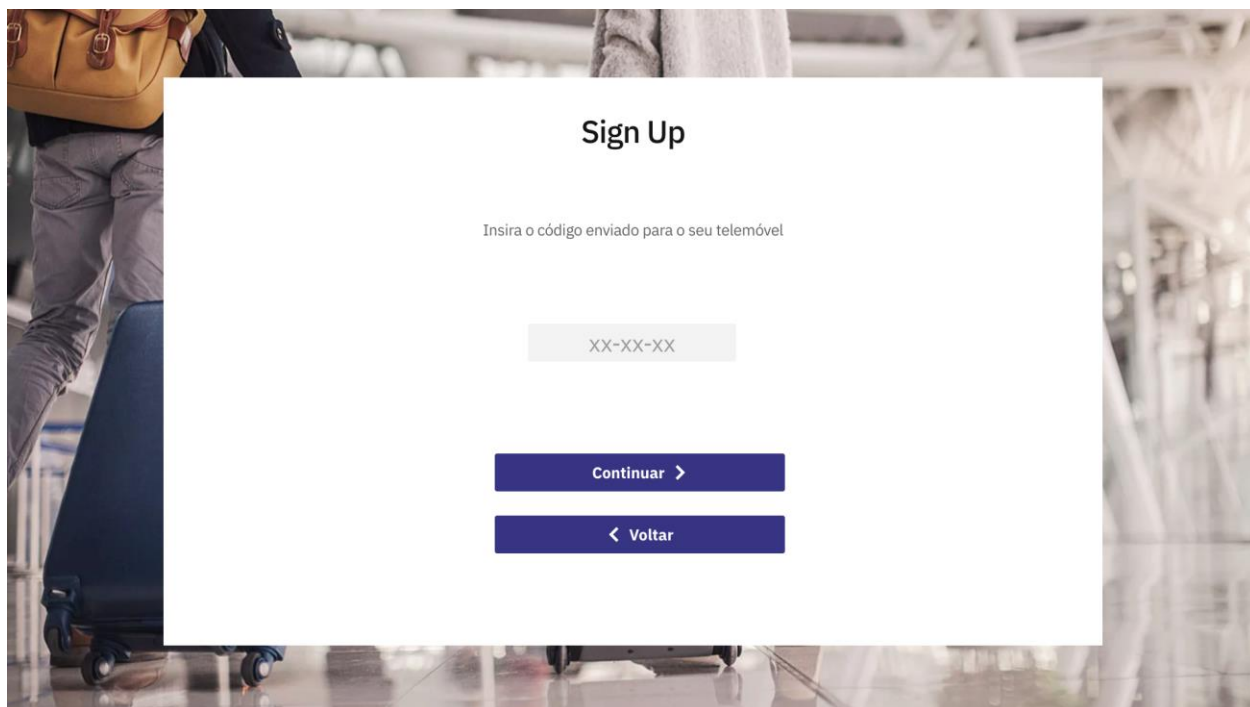 Sign Up
Insira o código enviado para o seu telemóvel
xx-xx-xx
Continuar
Voltar